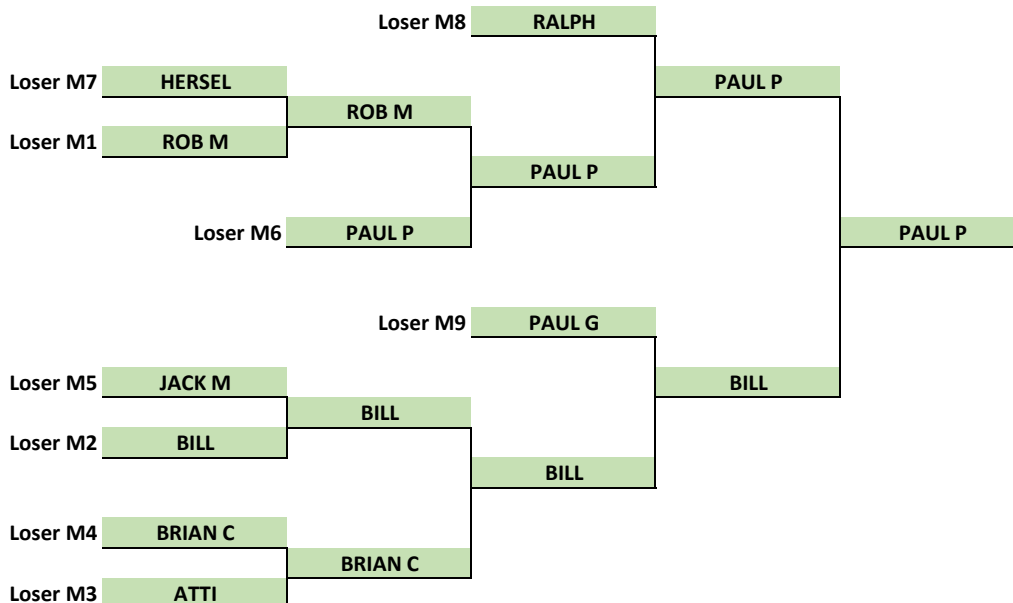 Loser M8 RALPH
Loser M7 HERSEL PAUL P
ROB M
Loser M1 ROB M
PAUL P
Loser M6 PAUL P PAUL P
Loser M9 PAUL G
Loser M5 JACK M BILL
BILL
Loser M2 BILL
BILL
Loser M4 BRIAN C
BRIAN C
Loser M3 ATTI